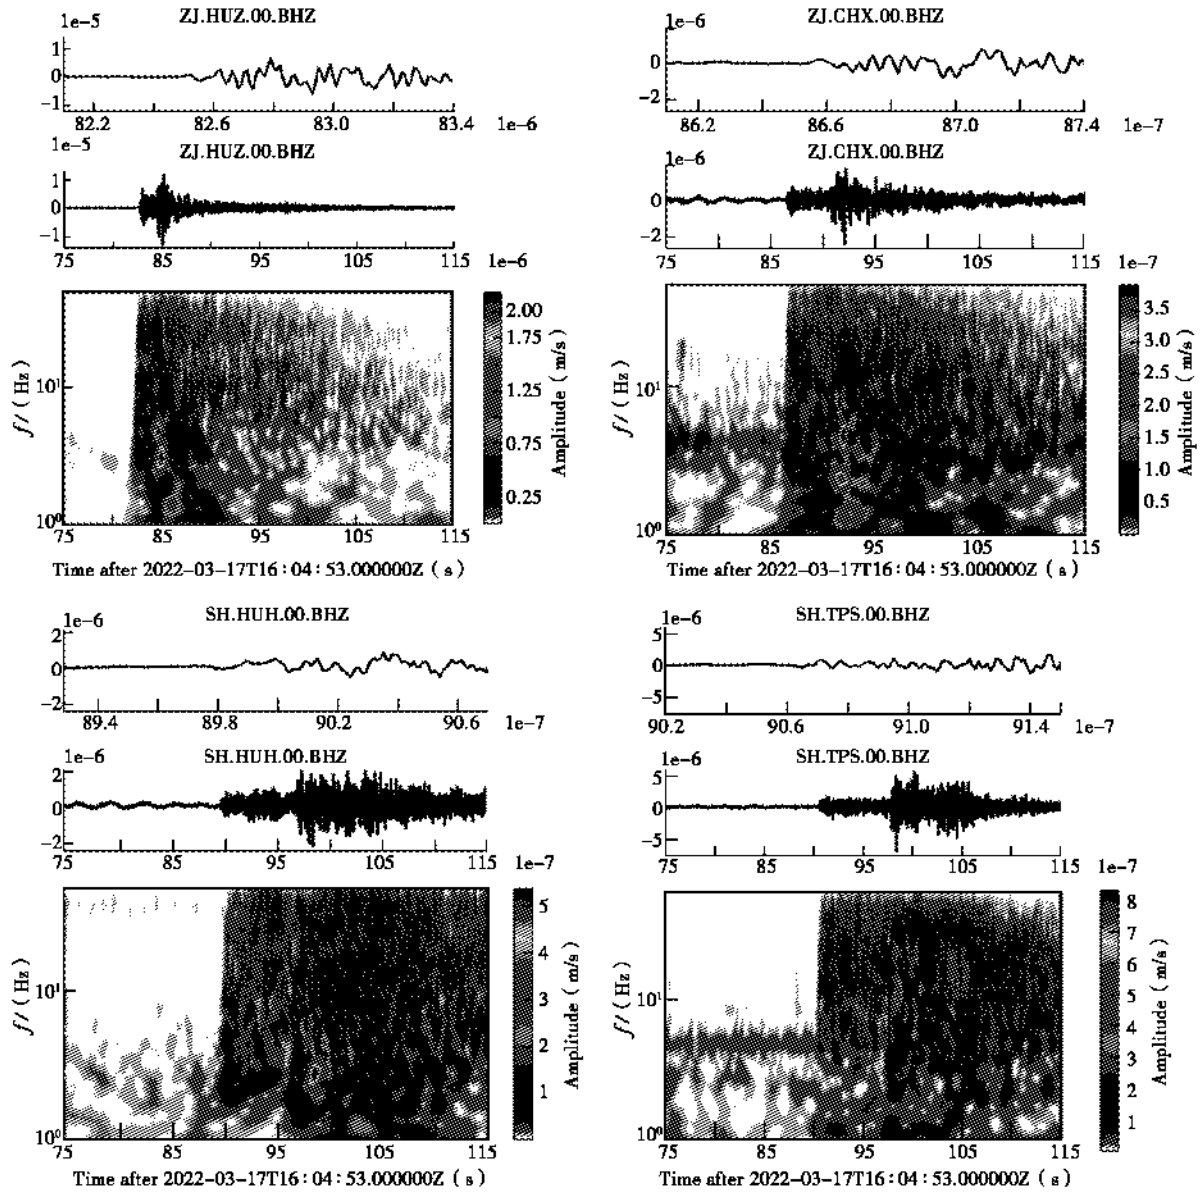 ZJ.HUZ.00.BHZ
1e-5
1
0
-1
82.2 82.6 83.0 83.4 1e-6
1e-5
ZJ.HUZ.00.BHZ
1
0
-1
75 85 95 105 115 1e-6
f/(Hz)
10¹
10⁰
75 85 95 105 115
2.00
1.75
1.25
0.75
0.25
Amplitude (m/s)
Time after 2022-03-17T16:04:53.000000Z (s)
ZJ.CHX.00.BHZ
1e-6
0
-2
86.2 86.6 87.0 87.4 1e-7
1e-6
ZJ.CHX.00.BHZ
0
-2
75 85 95 105 115 1e-7
f/(Hz)
10¹
10⁰
75 85 95 105 115
3.5
3.0
2.5
2.0
1.5
1.0
0.5
Amplitude (m/s)
Time after 2022-03-17T16:04:53.000000Z (s)
SH.HUH.00.BHZ
1e-6
2
0
-2
89.4 89.8 90.2 90.6 1e-7
1e-6
SH.HUH.00.BHZ
2
0
-2
75 85 95 105 115 1e-7
f/(Hz)
10¹
10⁰
75 85 95 105 115
5
4
3
2
1
Amplitude (m/s)
Time after 2022-03-17T16:04:53.000000Z (s)
SH.TPS.00.BHZ
1e-6
5
0
-5
90.2 90.6 91.0 91.4 1e-7
1e-6
SH.TPS.00.BHZ
5
0
-5
75 85 95 105 115 1e-7
f/(Hz)
10¹
10⁰
75 85 95 105 115
8
7
6
5
4
3
2
1
Amplitude (m/s)
Time after 2022-03-17T16:04:53.000000Z (s)